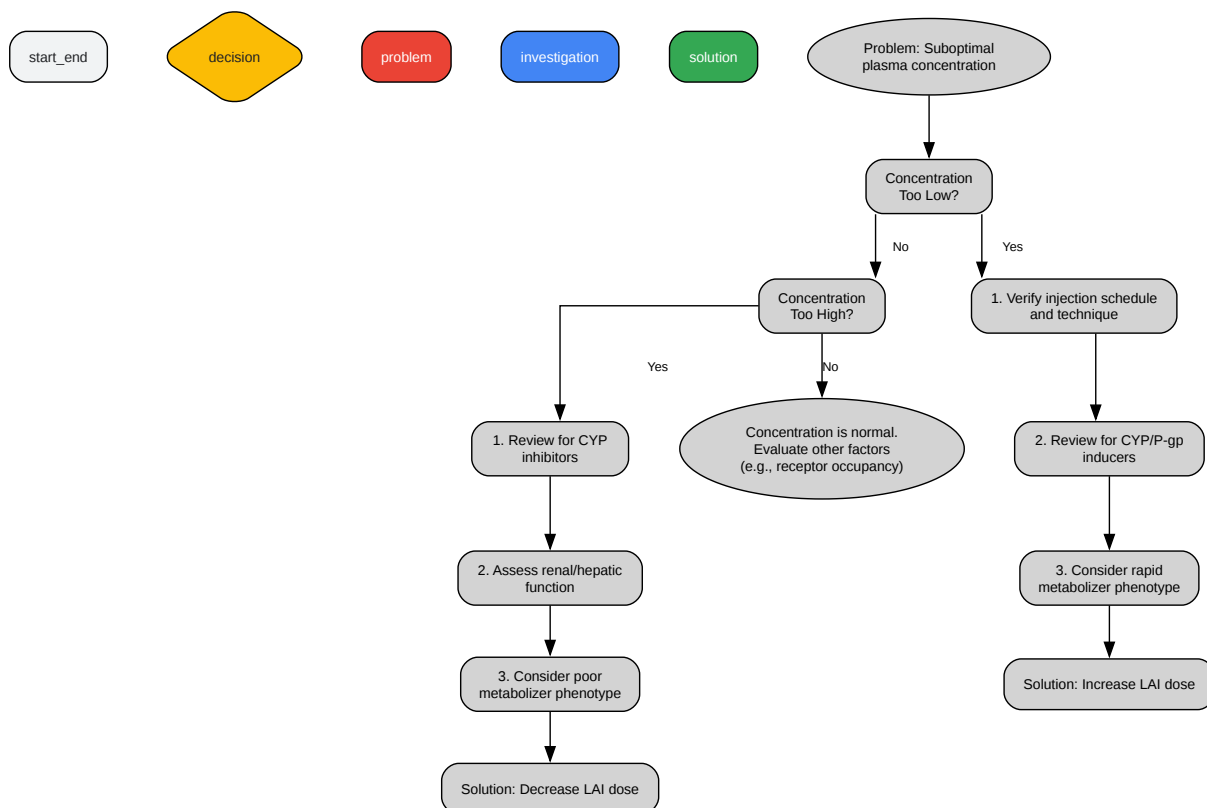 start_end
decision
problem
investigation
solution
Problem: Suboptimal
plasma concentration
Concentration
Too Low?
No
Yes
Concentration
Too High?
1. Verify injection schedule
and technique
Yes
No
1. Review for CYP
inhibitors
Concentration is normal.
Evaluate other factors
(e.g., receptor occupancy)
2. Review for CYP/P-gp
inducers
2. Assess renal/hepatic
function
3. Consider rapid
metabolizer phenotype
3. Consider poor
metabolizer phenotype
Solution: Increase LAI dose
Solution: Decrease LAI dose